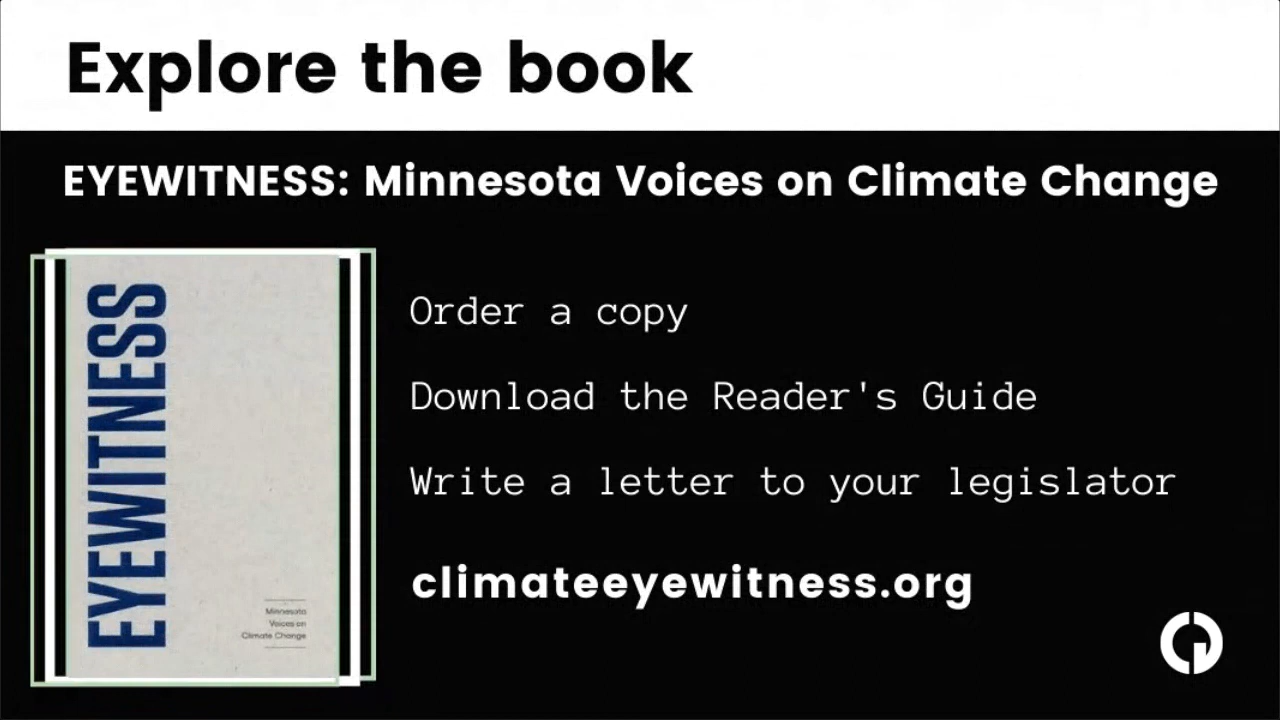 Explore the book
EYEWITNESS: Minnesota Voices on Climate Change
EYEWITNESS
Minnesota
Voices on
Climate Change
Order a copy
Download the Reader's Guide
Write a letter to your legislator
climateeyewitness.org